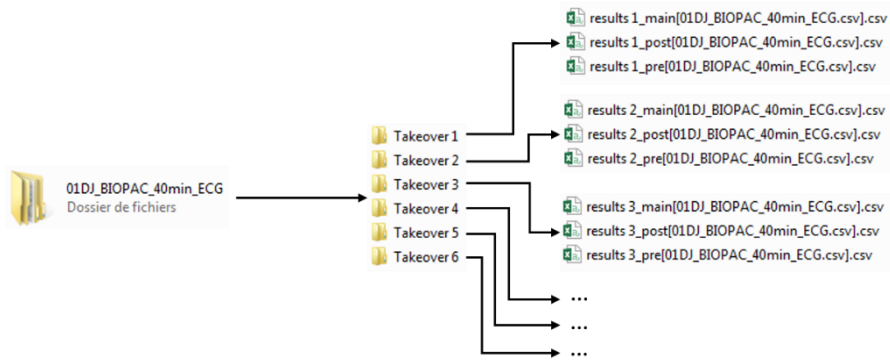 results 1_main[01DJ_BIOPAC_40min_ECG.csv].csv
results 1_post[01DJ_BIOPAC_40min_ECG.csv].csv
results 1_pre[01DJ_BIOPAC_40min_ECG.csv].csv
results 2_main[01DJ_BIOPAC_40min_ECG.csv].csv
results 2_post[01DJ_BIOPAC_40min_ECG.csv].csv
results 2_pre[01DJ_BIOPAC_40min_ECG.csv].csv
results 3_main[01DJ_BIOPAC_40min_ECG.csv].csv
results 3_post[01DJ_BIOPAC_40min_ECG.csv].csv
results 3_pre[01DJ_BIOPAC_40min_ECG.csv].csv
...
...
...
Takeover 1
Takeover 2
Takeover 3
Takeover 4
Takeover 5
Takeover 6
01DJ_BIOPAC_40min_ECG
Dossier de fichiers